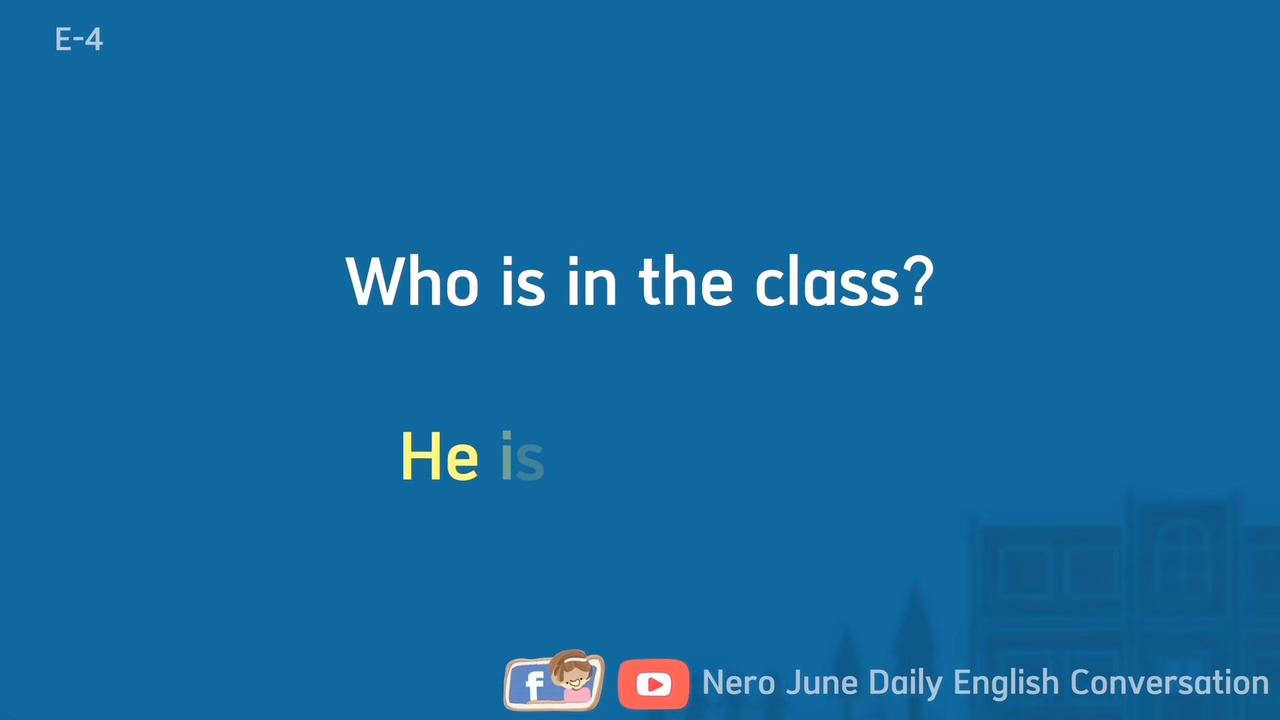 E-4
Who is in the class?
He is
f
Nero June Daily English Conversation